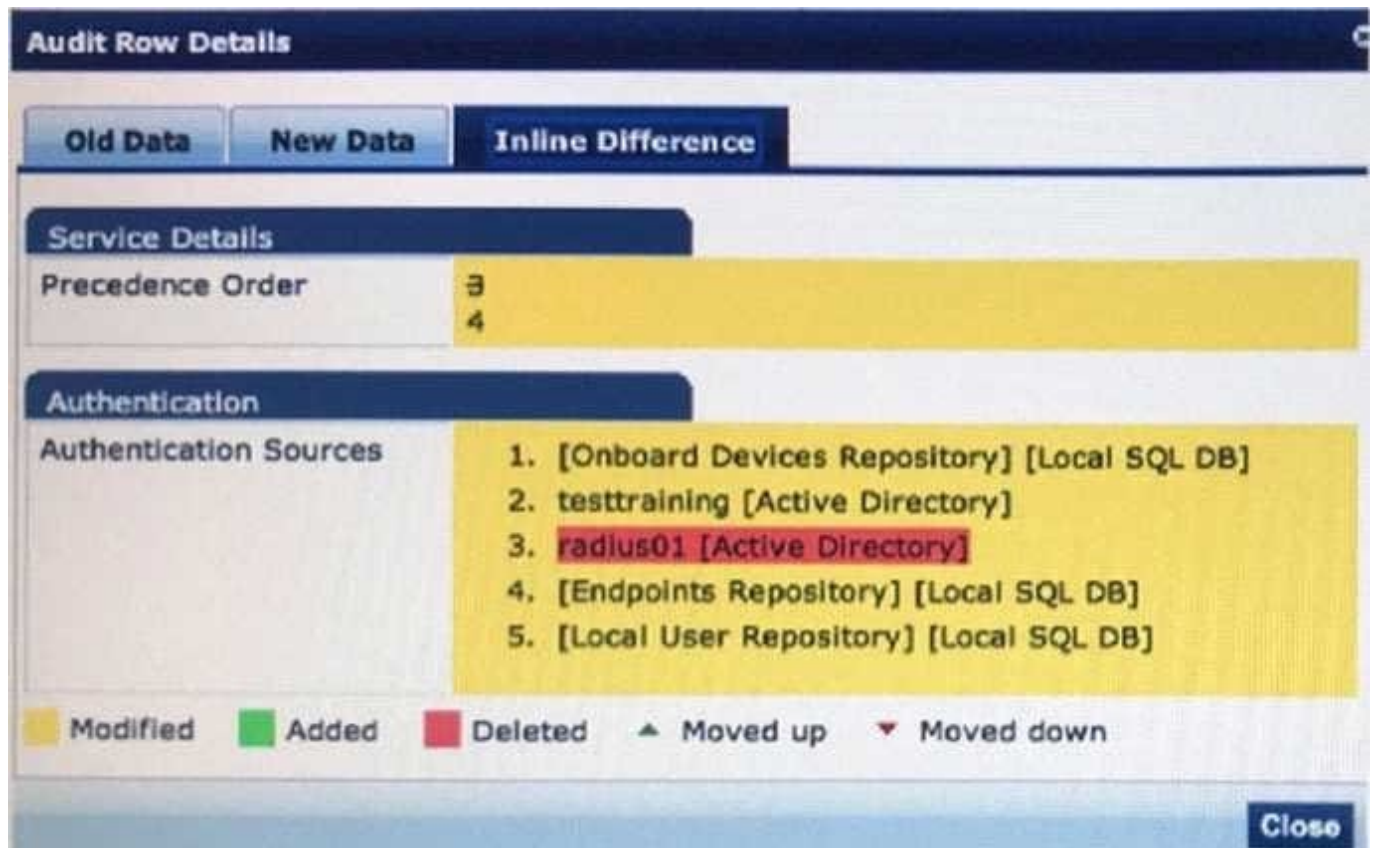 Audit Row Details
Old Data New Data Inline Difference
Service Details
Precedence Order 3
4
Authentication
Authentication Sources
1. [Onboard Devices Repository] [Local SQL DB]
2. testtraining [Active Directory]
3. radius01 [Active Directory]
4. [Endpoints Repository] [Local SQL DB]
5. [Local User Repository] [Local SQL DB]
Modified Added Deleted Moved up Moved down
Close